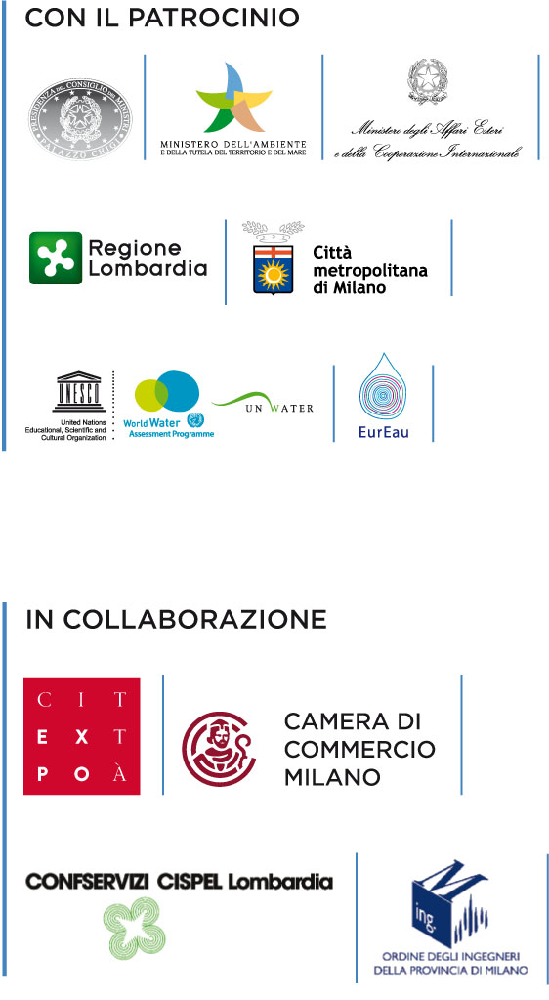 CON IL PATROCINIO
PRESIDENZA DEL CONSIGLIO DEI MINISTRI
PALAZZO CHIGI
MINISTERO DELL'AMBIENTE
E DELLA TUTELA DEL TERRITORIO E DEL MARE
Ministero degli Affari Esteri
e della Cooperazione Internazionale
Regione
Lombardia
Città
metropolitana
di Milano
UNESCO
United Nations
Educational, Scientific and
Cultural Organization
World Water
Assessment Programme
UN WATER
EurEau
IN COLLABORAZIONE
CIT
EXT
POÀ
CAMERA DI
COMMERCIO
MILANO
CONFSERVIZI CISPEL Lombardia
ing.
ORDINE DEGLI INGEGNERI
DELLA PROVINCIA DI MILANO